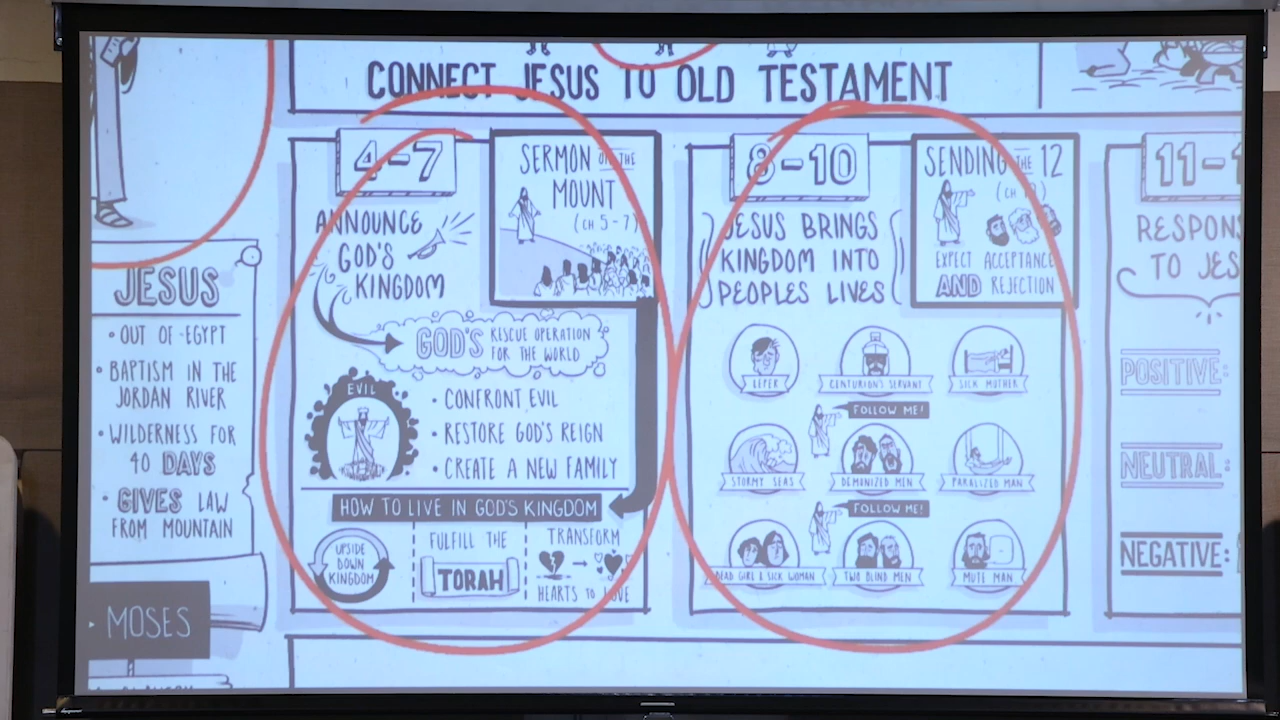 CONNECT JESUS TO OLD TESTAMENT
JESUS
• OUT OF EGYPT
• BAPTISM IN THE
JORDAN RIVER
• WILDERNESS FOR
40 DAYS
• GIVES LAW
FROM MOUNTAIN
MOSES
4-7
ANNOUNCE
GOD'S
KINGDOM
SERMON ON THE
MOUNT
(CH 5-7)
GOD'S RESCUE OPERATION
FOR THE WORLD
EVIL
• CONFRONT EVIL
• RESTORE GOD'S REIGN
• CREATE A NEW FAMILY
HOW TO LIVE IN GOD'S KINGDOM
UPSIDE
DOWN
KINGDOM
FULFILL THE
TORAH
TRANSFORM
HEARTS TO LOVE
8-10
JESUS BRINGS
KINGDOM INTO
PEOPLES LIVES
SENDING THE 12
(CH
EXPECT ACCEPTANCE
AND REJECTION
LEPER
CENTURION'S SERVANT
SICK MOTHER
FOLLOW ME!
STORMY SEAS
DEMONIZED MEN
PARALIZED MAN
FOLLOW ME!
DEAD GIRL & SICK WOMAN
TWO BLIND MEN
MUTE MAN
11-
RESPON
TO JES
POSITIVE:
NEUTRAL:
NEGATIVE: